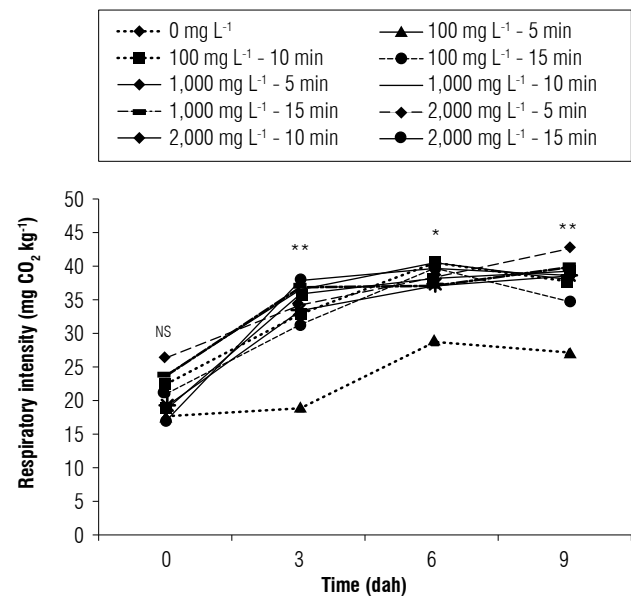 0 mg L⁻¹ 100 mg L⁻¹ - 5 min
100 mg L⁻¹ - 10 min 100 mg L⁻¹ - 15 min
1,000 mg L⁻¹ - 5 min 1,000 mg L⁻¹ - 10 min
1,000 mg L⁻¹ - 15 min 2,000 mg L⁻¹ - 5 min
2,000 mg L⁻¹ - 10 min 2,000 mg L⁻¹ - 15 min
Respiratory intensity (mg CO₂ kg⁻¹)
50
45
40
35
30
25
20
15
10
5
0
NS
**
*
**
0 3 6 9
Time (dah)